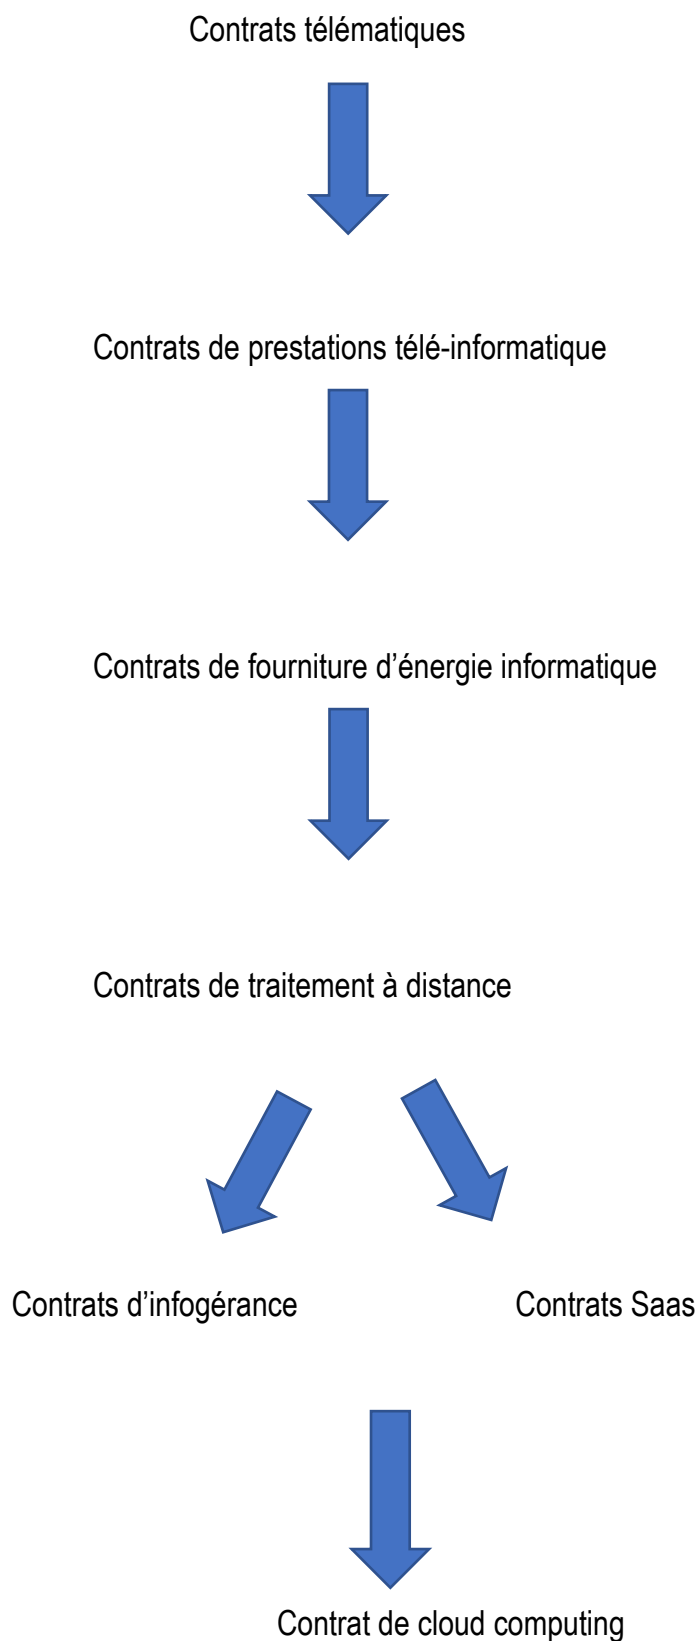 Contrats télématiques
Contrats de prestations télé-informatique
Contrats de fourniture d’énergie informatique
Contrats de traitement à distance
Contrats d’infogérance
Contrats Saas
Contrat de cloud computing